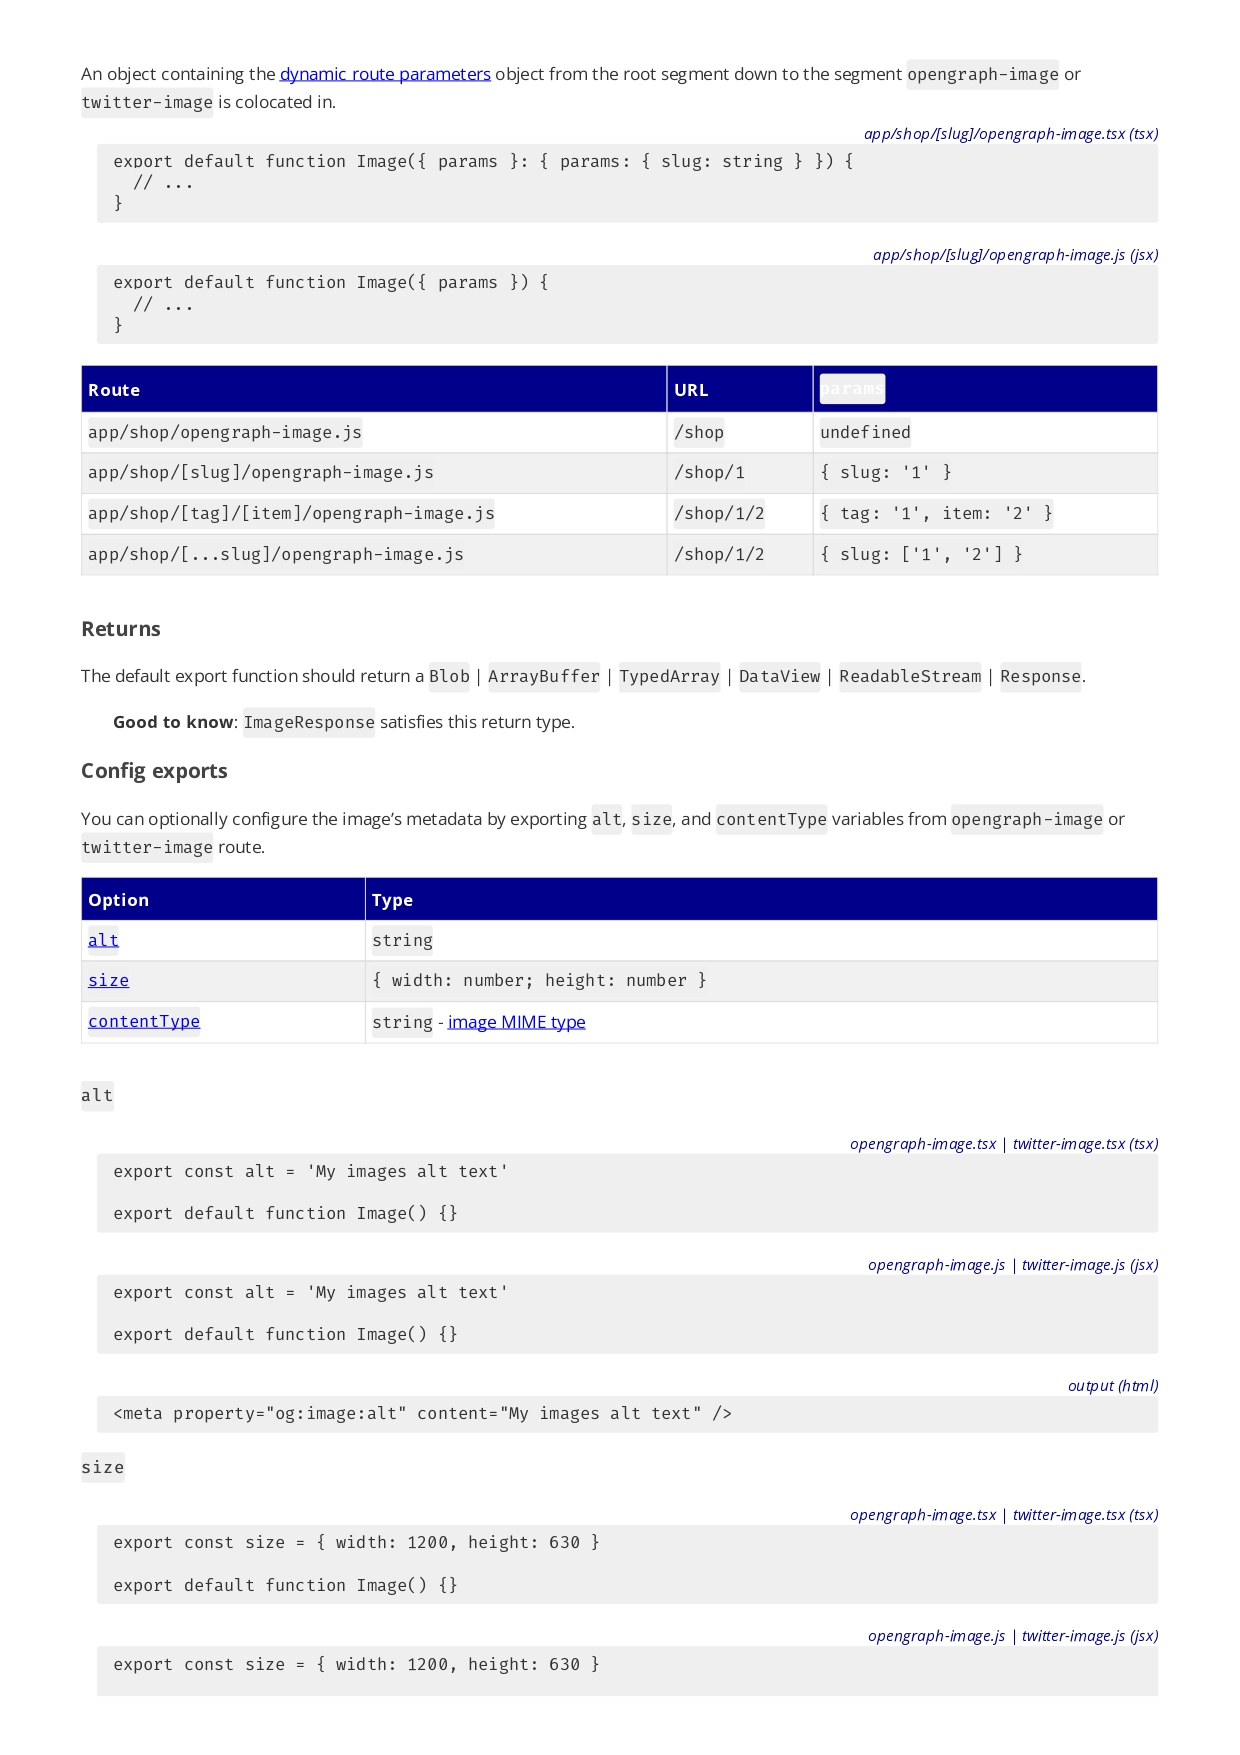 An object containing the dynamic route parameters object from the root segment down to the segment opengraph-image or
twitter-image is colocated in.
app/shop/[slug]/opengraph-image.tsx (tsx)
export default function Image({ params }: { params: { slug: string } }) {
  // ...
}
app/shop/[slug]/opengraph-image.js (jsx)
export default function Image({ params }) {
  // ...
}
Route URL params
app/shop/opengraph-image.js /shop undefined
app/shop/[slug]/opengraph-image.js /shop/1 { slug: '1' }
app/shop/[tag]/[item]/opengraph-image.js /shop/1/2 { tag: '1', item: '2' }
app/shop/[...slug]/opengraph-image.js /shop/1/2 { slug: ['1', '2'] }
Returns
The default export function should return a Blob | ArrayBuffer | TypedArray | DataView | ReadableStream | Response.
Good to know: ImageResponse satisfies this return type.
Config exports
You can optionally configure the image’s metadata by exporting alt, size, and contentType variables from opengraph-image or
twitter-image route.
Option Type
alt string
size { width: number; height: number }
contentType string - image MIME type
alt
opengraph-image.tsx | twitter-image.tsx (tsx)
export const alt = 'My images alt text'
export default function Image() {}
opengraph-image.js | twitter-image.js (jsx)
export const alt = 'My images alt text'
export default function Image() {}
output (html)
<meta property="og:image:alt" content="My images alt text" />
size
opengraph-image.tsx | twitter-image.tsx (tsx)
export const size = { width: 1200, height: 630 }
export default function Image() {}
opengraph-image.js | twitter-image.js (jsx)
export const size = { width: 1200, height: 630 }